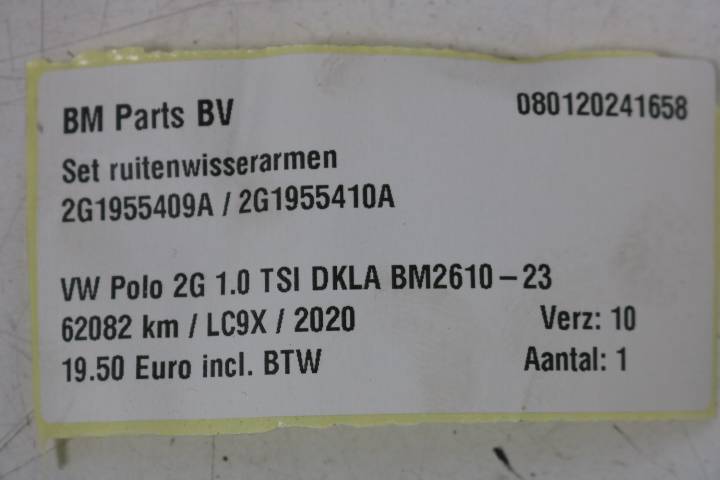 BM Parts BV 080120241658
Set ruitenwisserarmen
2G1955409A / 2G1955410A
VW Polo 2G 1.0 TSI DKLA BM2610-23
62082 km / LC9X / 2020 Verz: 10
19.50 Euro incl. BTW Aantal: 1